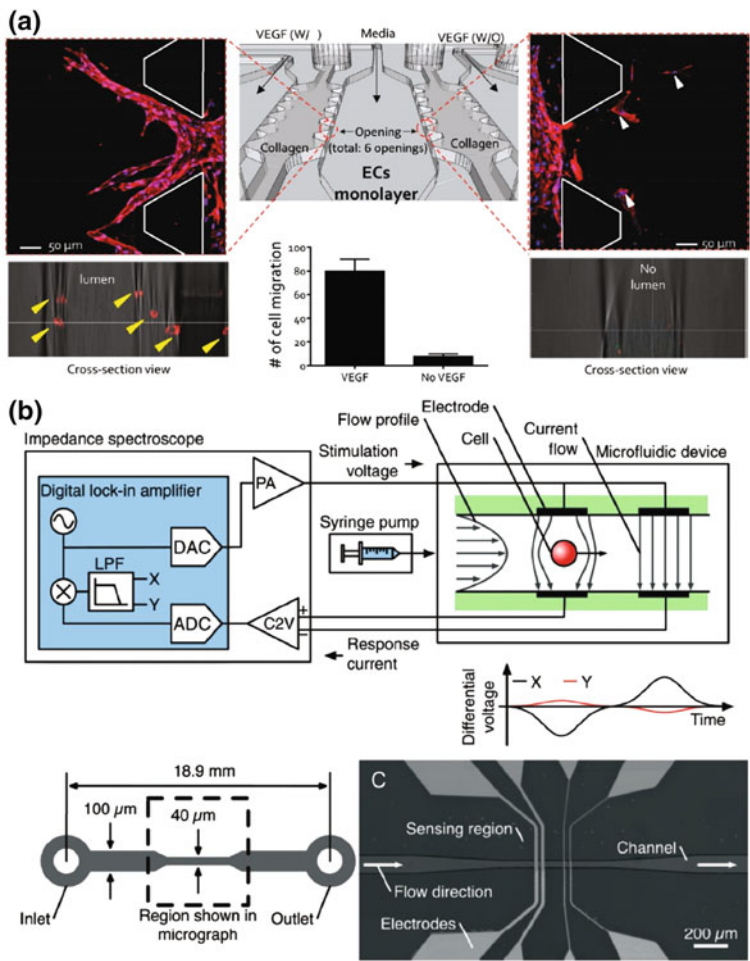 (a)
VEGF (W/ )
Media
VEGF (W/O)
Opening
(total: 6 openings)
Collagen
Collagen
ECs
monolayer
50 µm
50 µm
lumen
Cross-section view
# of cell migration
100
80
60
40
20
0
VEGF
No VEGF
No
lumen
Cross-section view
(b)
Impedance spectroscope
Digital lock-in amplifier
PA
DAC
LPF
X
Y
ADC
C2V
+
−
Flow profile
Electrode
Cell
Current
flow
Stimulation
voltage
Microfluidic device
Syringe pump
Response
current
Differential
voltage
X
Y
Time
18.9 mm
100 µm
40 µm
Inlet
Region shown in
micrograph
Outlet
C
Sensing region
Channel
Flow direction
Electrodes
200 µm